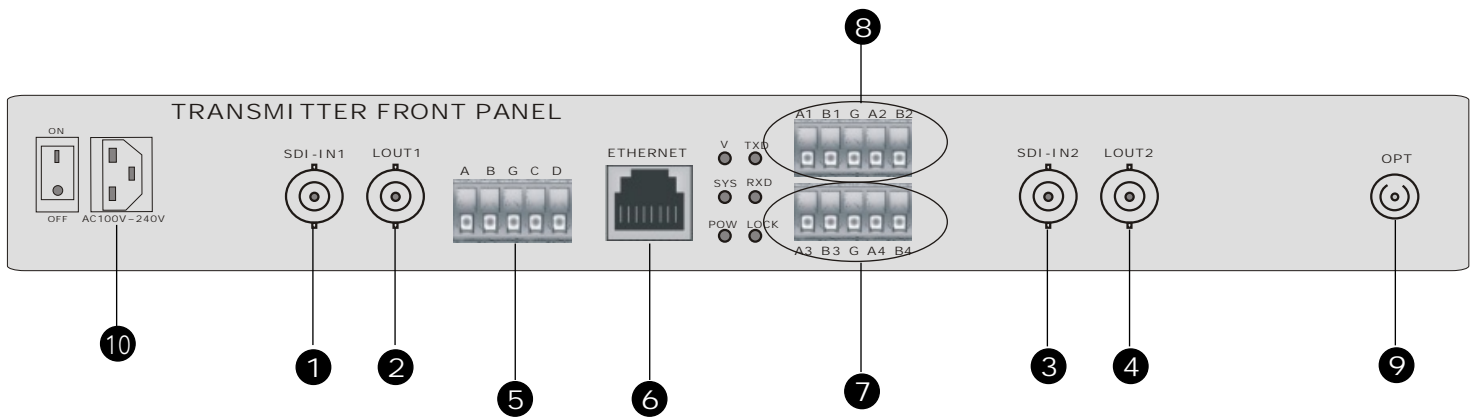 8
TRANSMITTER FRONT PANEL
A1 B1 G A2 B2
ON
SDI-IN1
LOUT1
ETHERNET
V TXD
SDI-IN2
LOUT2
OPT
A B G C D
SYS RXD
OFF
AC100V~240V
POW LOCK
A3 B3 G A4 B4
10
1
2
5
6
7
3
4
9